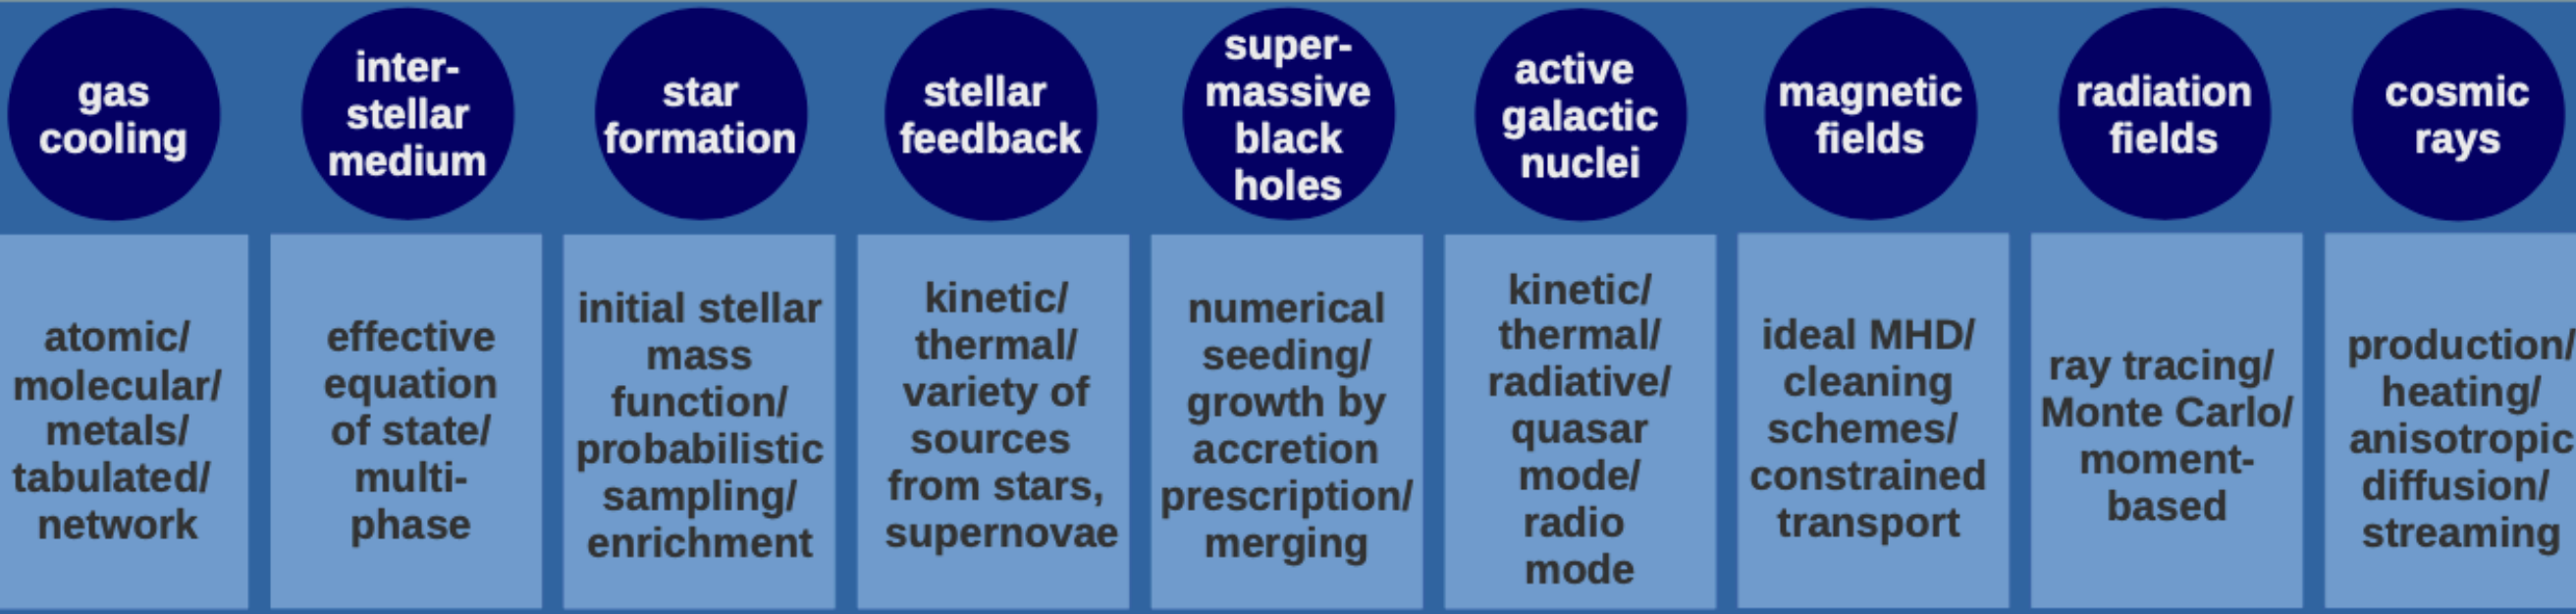 gas
cooling
inter-
stellar
medium
star
formation
stellar
feedback
super-
massive
black
holes
active
galactic
nuclei
magnetic
fields
radiation
fields
cosmic
rays
atomic/
molecular/
metals/
tabulated/
network
effective
equation
of state/
multi-
phase
initial stellar
mass
function/
probabilistic
sampling/
enrichment
kinetic/
thermal/
variety of
sources
from stars,
supernovae
numerical
seeding/
growth by
accretion
prescription/
merging
kinetic/
thermal/
radiative/
quasar
mode/
radio
mode
ideal MHD/
cleaning
schemes/
constrained
transport
ray tracing/
Monte Carlo/
moment-
based
production/
heating/
anisotropic
diffusion/
streaming